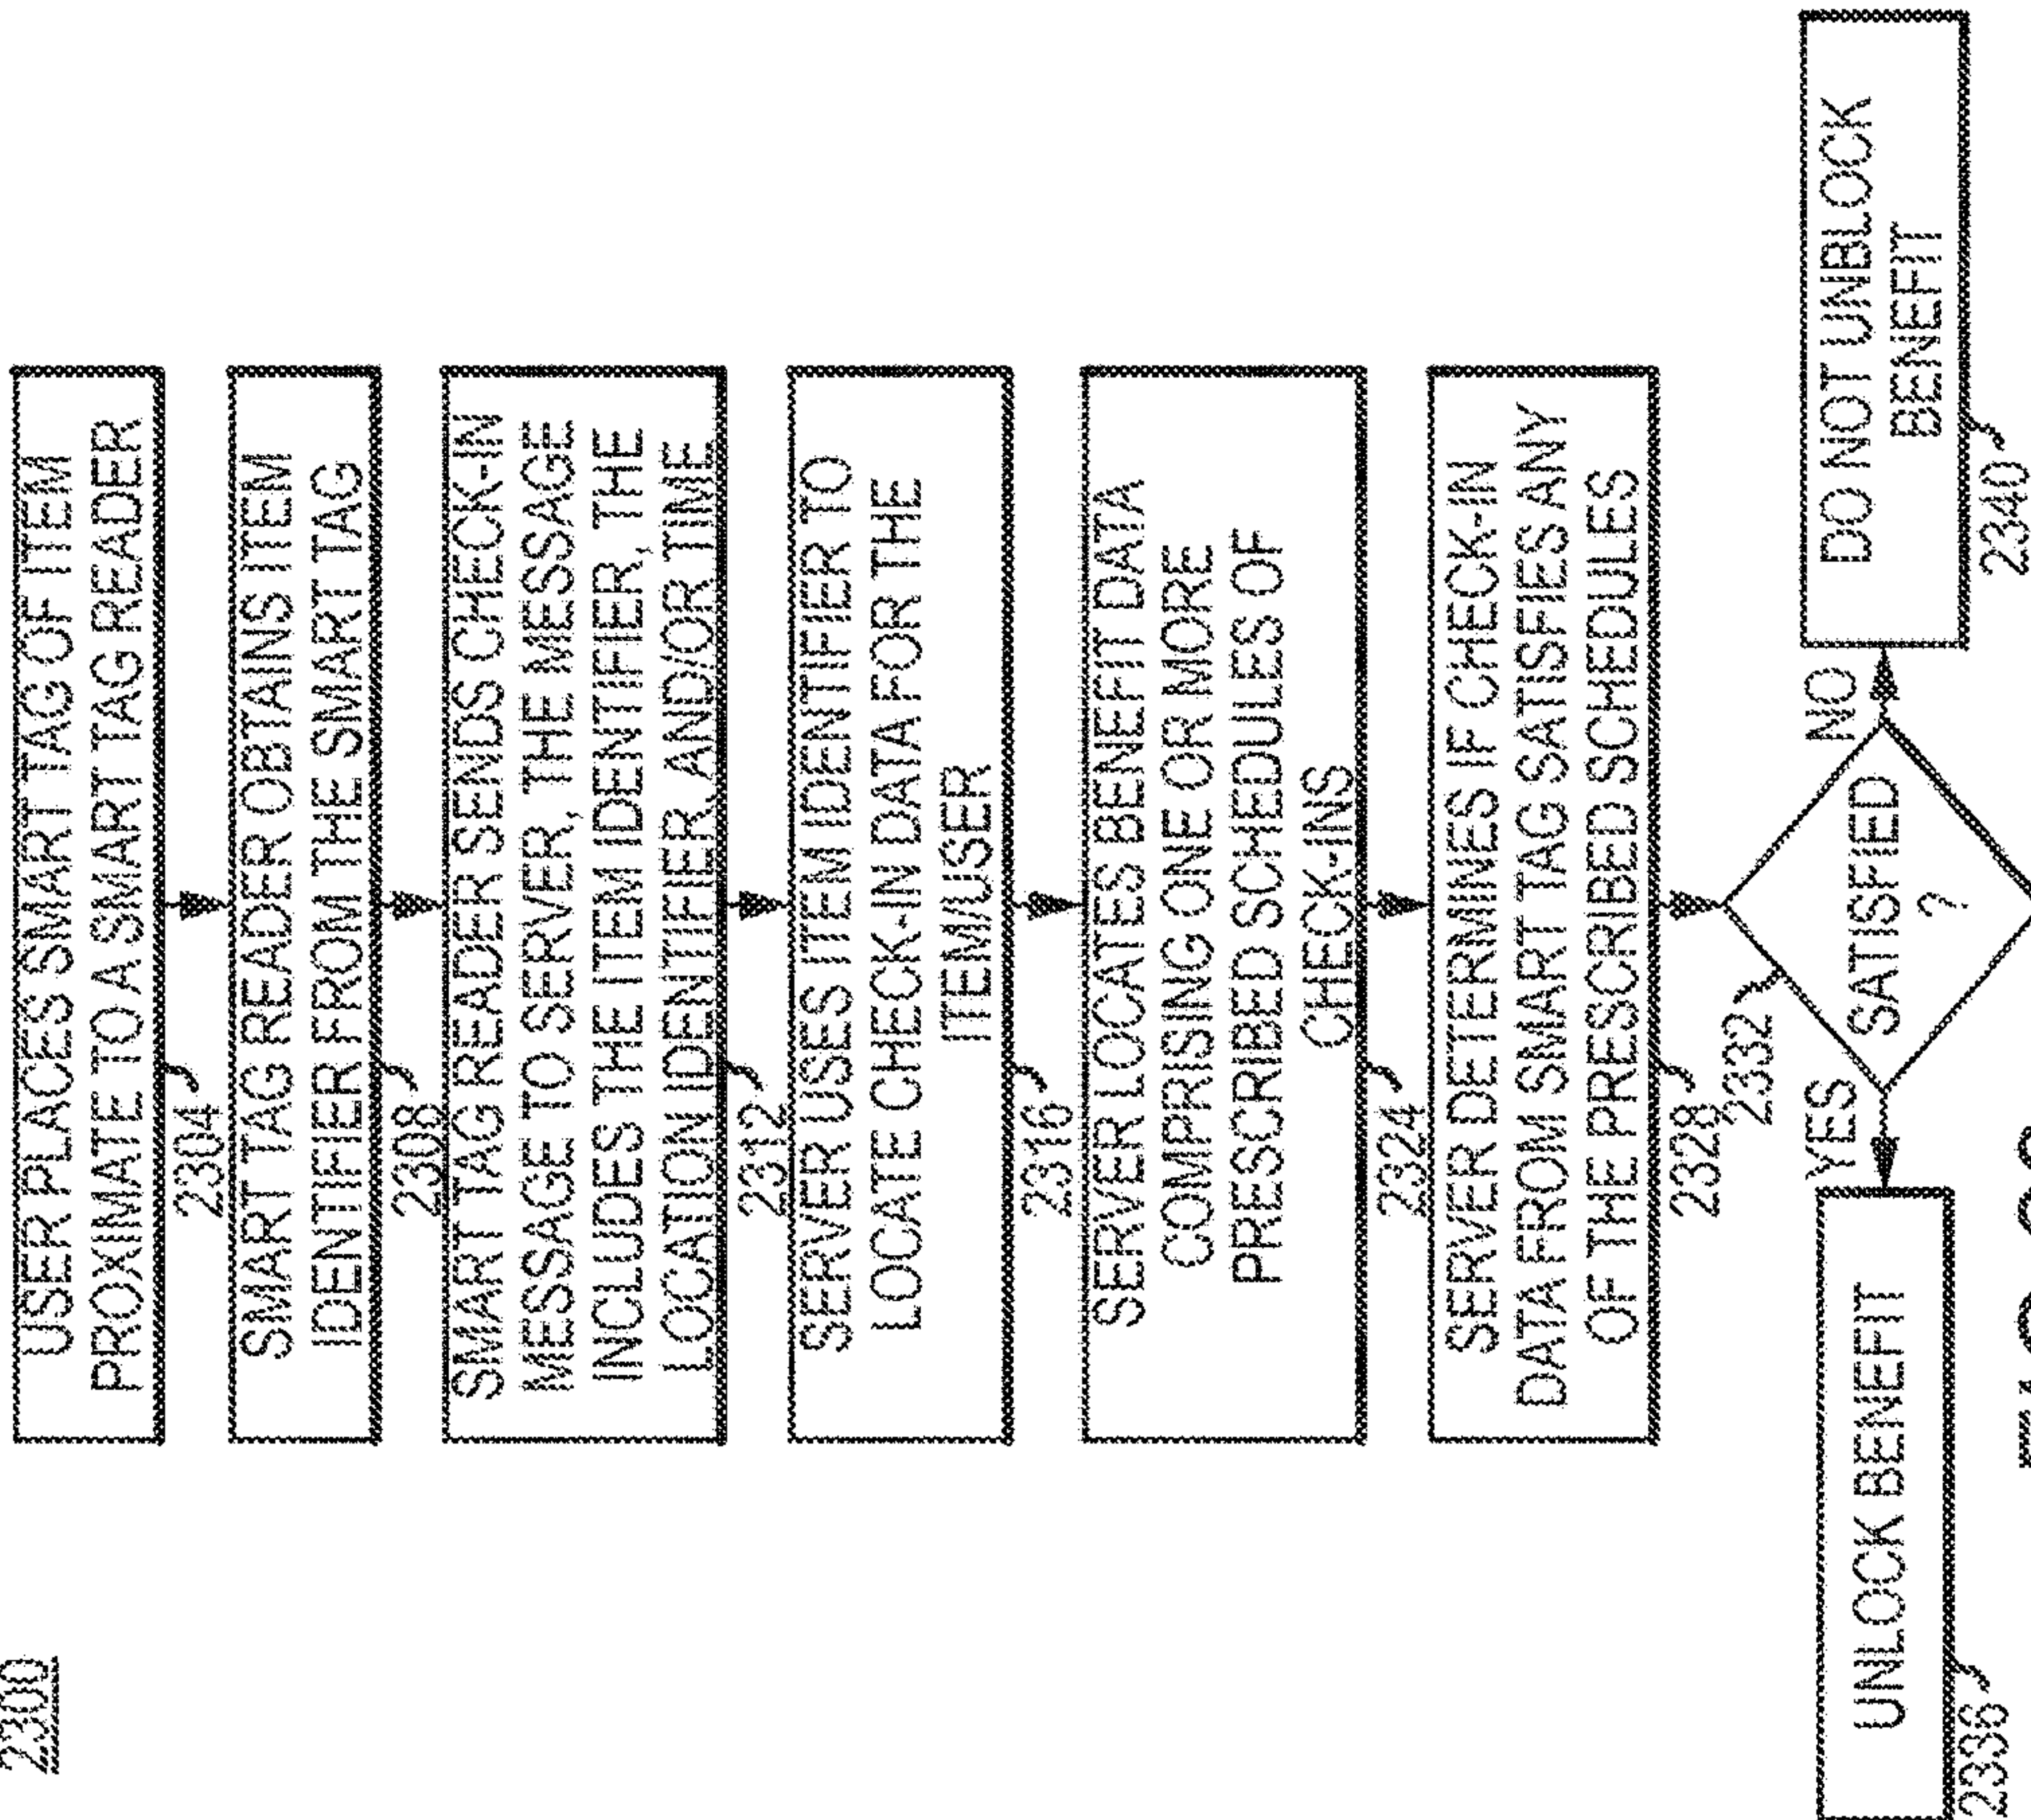 2300
USER PLACES SMART TAG OF ITEM
PROXIMATE TO A SMART TAG READER
2304
SMART TAG READER OBTAINS ITEM
IDENTIFIER FROM THE SMART TAG
2308
SMART TAG READER SENDS CHECK-IN
MESSAGE TO SERVER, THE MESSAGE
INCLUDES THE ITEM IDENTIFIER, THE
LOCATION IDENTIFIER, AND/OR TIME
2312
SERVER USES ITEM IDENTIFIER TO
LOCATE CHECK-IN DATA FOR THE
ITEM/USER
2316
SERVER LOCATES BENEFIT DATA
COMPRISING ONE OR MORE
PRESCRIBED SCHEDULES OF
CHECK-INS
2324
SERVER DETERMINES IF CHECK-IN
DATA FROM SMART TAG SATISFIES ANY
OF THE PRESCRIBED SCHEDULES
2328
2332
SATISFIED
?
YES
NO
UNLOCK BENEFIT
2336
DO NOT UNBLOCK
BENEFIT
2340